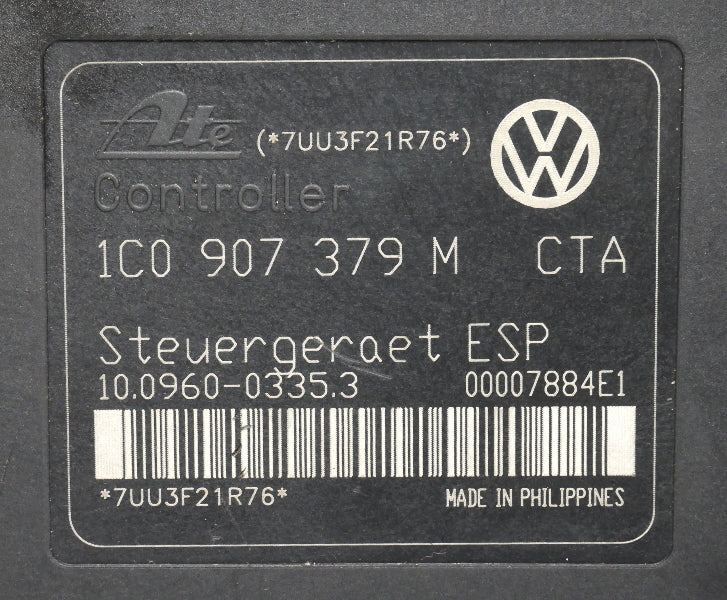 Ate (*7UU3F21R76*)
Controller
1C0 907 379 M CTA
Steuergeraet ESP
10.0960-0335.3 00007884E1
*7UU3F21R76* MADE IN PHILIPPINES